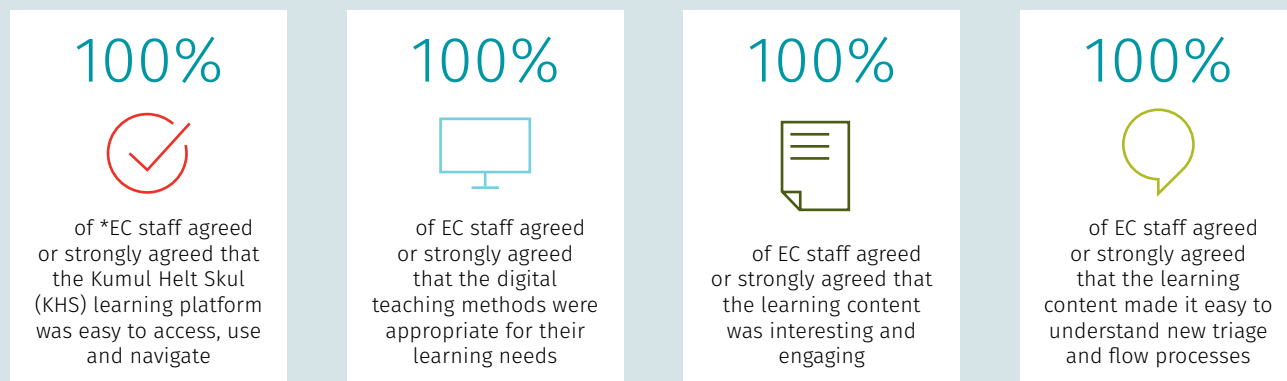 100%
of *EC staff agreed
or strongly agreed that
the Kumul Helt Skul
(KHS) learning platform
was easy to access, use
and navigate
100%
of EC staff agreed
or strongly agreed
that the digital
teaching methods were
appropriate for their
learning needs
100%
of EC staff agreed
or strongly agreed that
the learning content
was interesting and
engaging
100%
of EC staff agreed
or strongly agreed
that the learning
content made it easy to
understand new triage
and flow processes